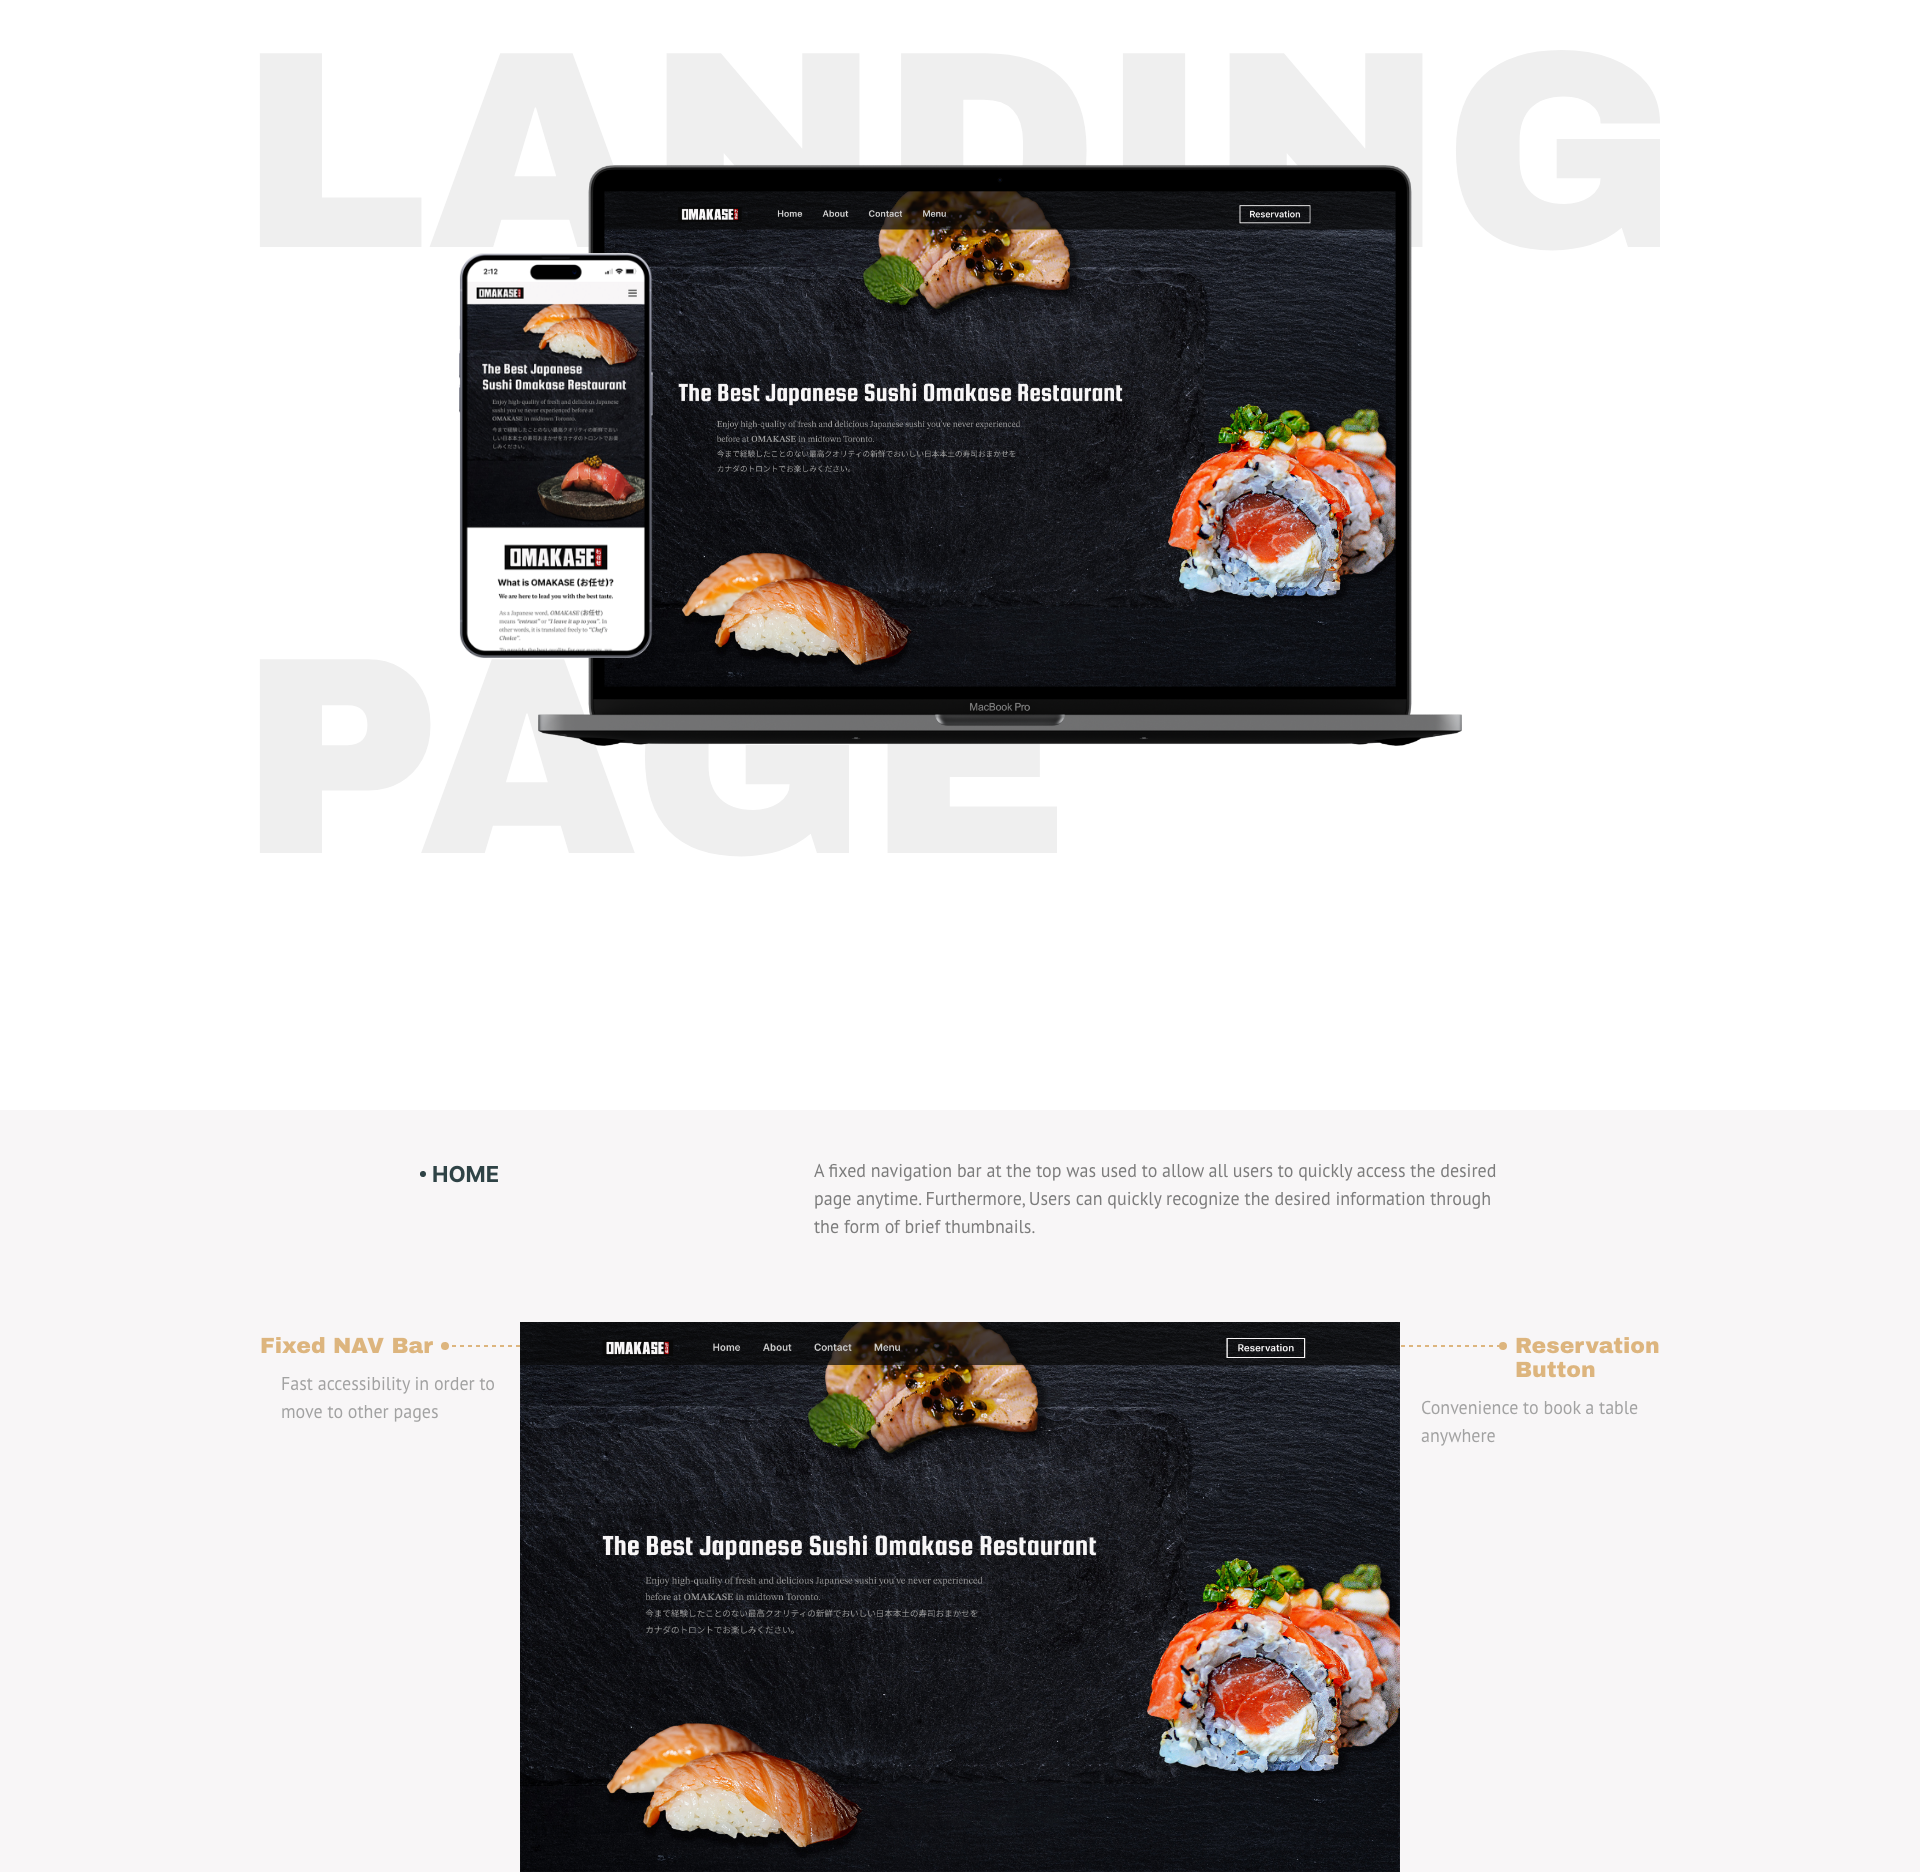 LANDING
OMAKASE
Home About Contact Menu
Reservation
2:12
OMAKASE
The Best Japanese
Sushi Omakase Restaurant
Enjoy high-quality of fresh and delicious Japanese
sushi you've never experienced before at
OMAKASE in midtown Toronto.
今まで経験したことのない最高クオリティの新鮮でおい
しい日本本土の寿司おまかせをカナダのトロントでお楽
しみください。
OMAKASE
What is OMAKASE (お任せ)?
We are here to lead you with the best taste.
As a Japanese word, OMAKASE (お任せ)
means "entrust" or "I leave it up to you". In
other words, it is translated freely to "Chef's
Choice".
The Best Japanese Sushi Omakase Restaurant
Enjoy high-quality of fresh and delicious Japanese sushi you've never experienced
before at OMAKASE in midtown Toronto.
今まで経験したことのない最高クオリティの新鮮でおいしい日本本土の寿司おまかせを
カナダのトロントでお楽しみください。
MacBook Pro
PAGE
• HOME
A fixed navigation bar at the top was used to allow all users to quickly access the desired
page anytime. Furthermore, Users can quickly recognize the desired information through
the form of brief thumbnails.
Fixed NAV Bar
Fast accessibility in order to
move to other pages
OMAKASE
Home About Contact Menu
Reservation
Reservation
Button
Convenience to book a table
anywhere
The Best Japanese Sushi Omakase Restaurant
Enjoy high-quality of fresh and delicious Japanese sushi you've never experienced
before at OMAKASE in midtown Toronto.
今まで経験したことのない最高クオリティの新鮮でおいしい日本本土の寿司おまかせを
カナダのトロントでお楽しみください。